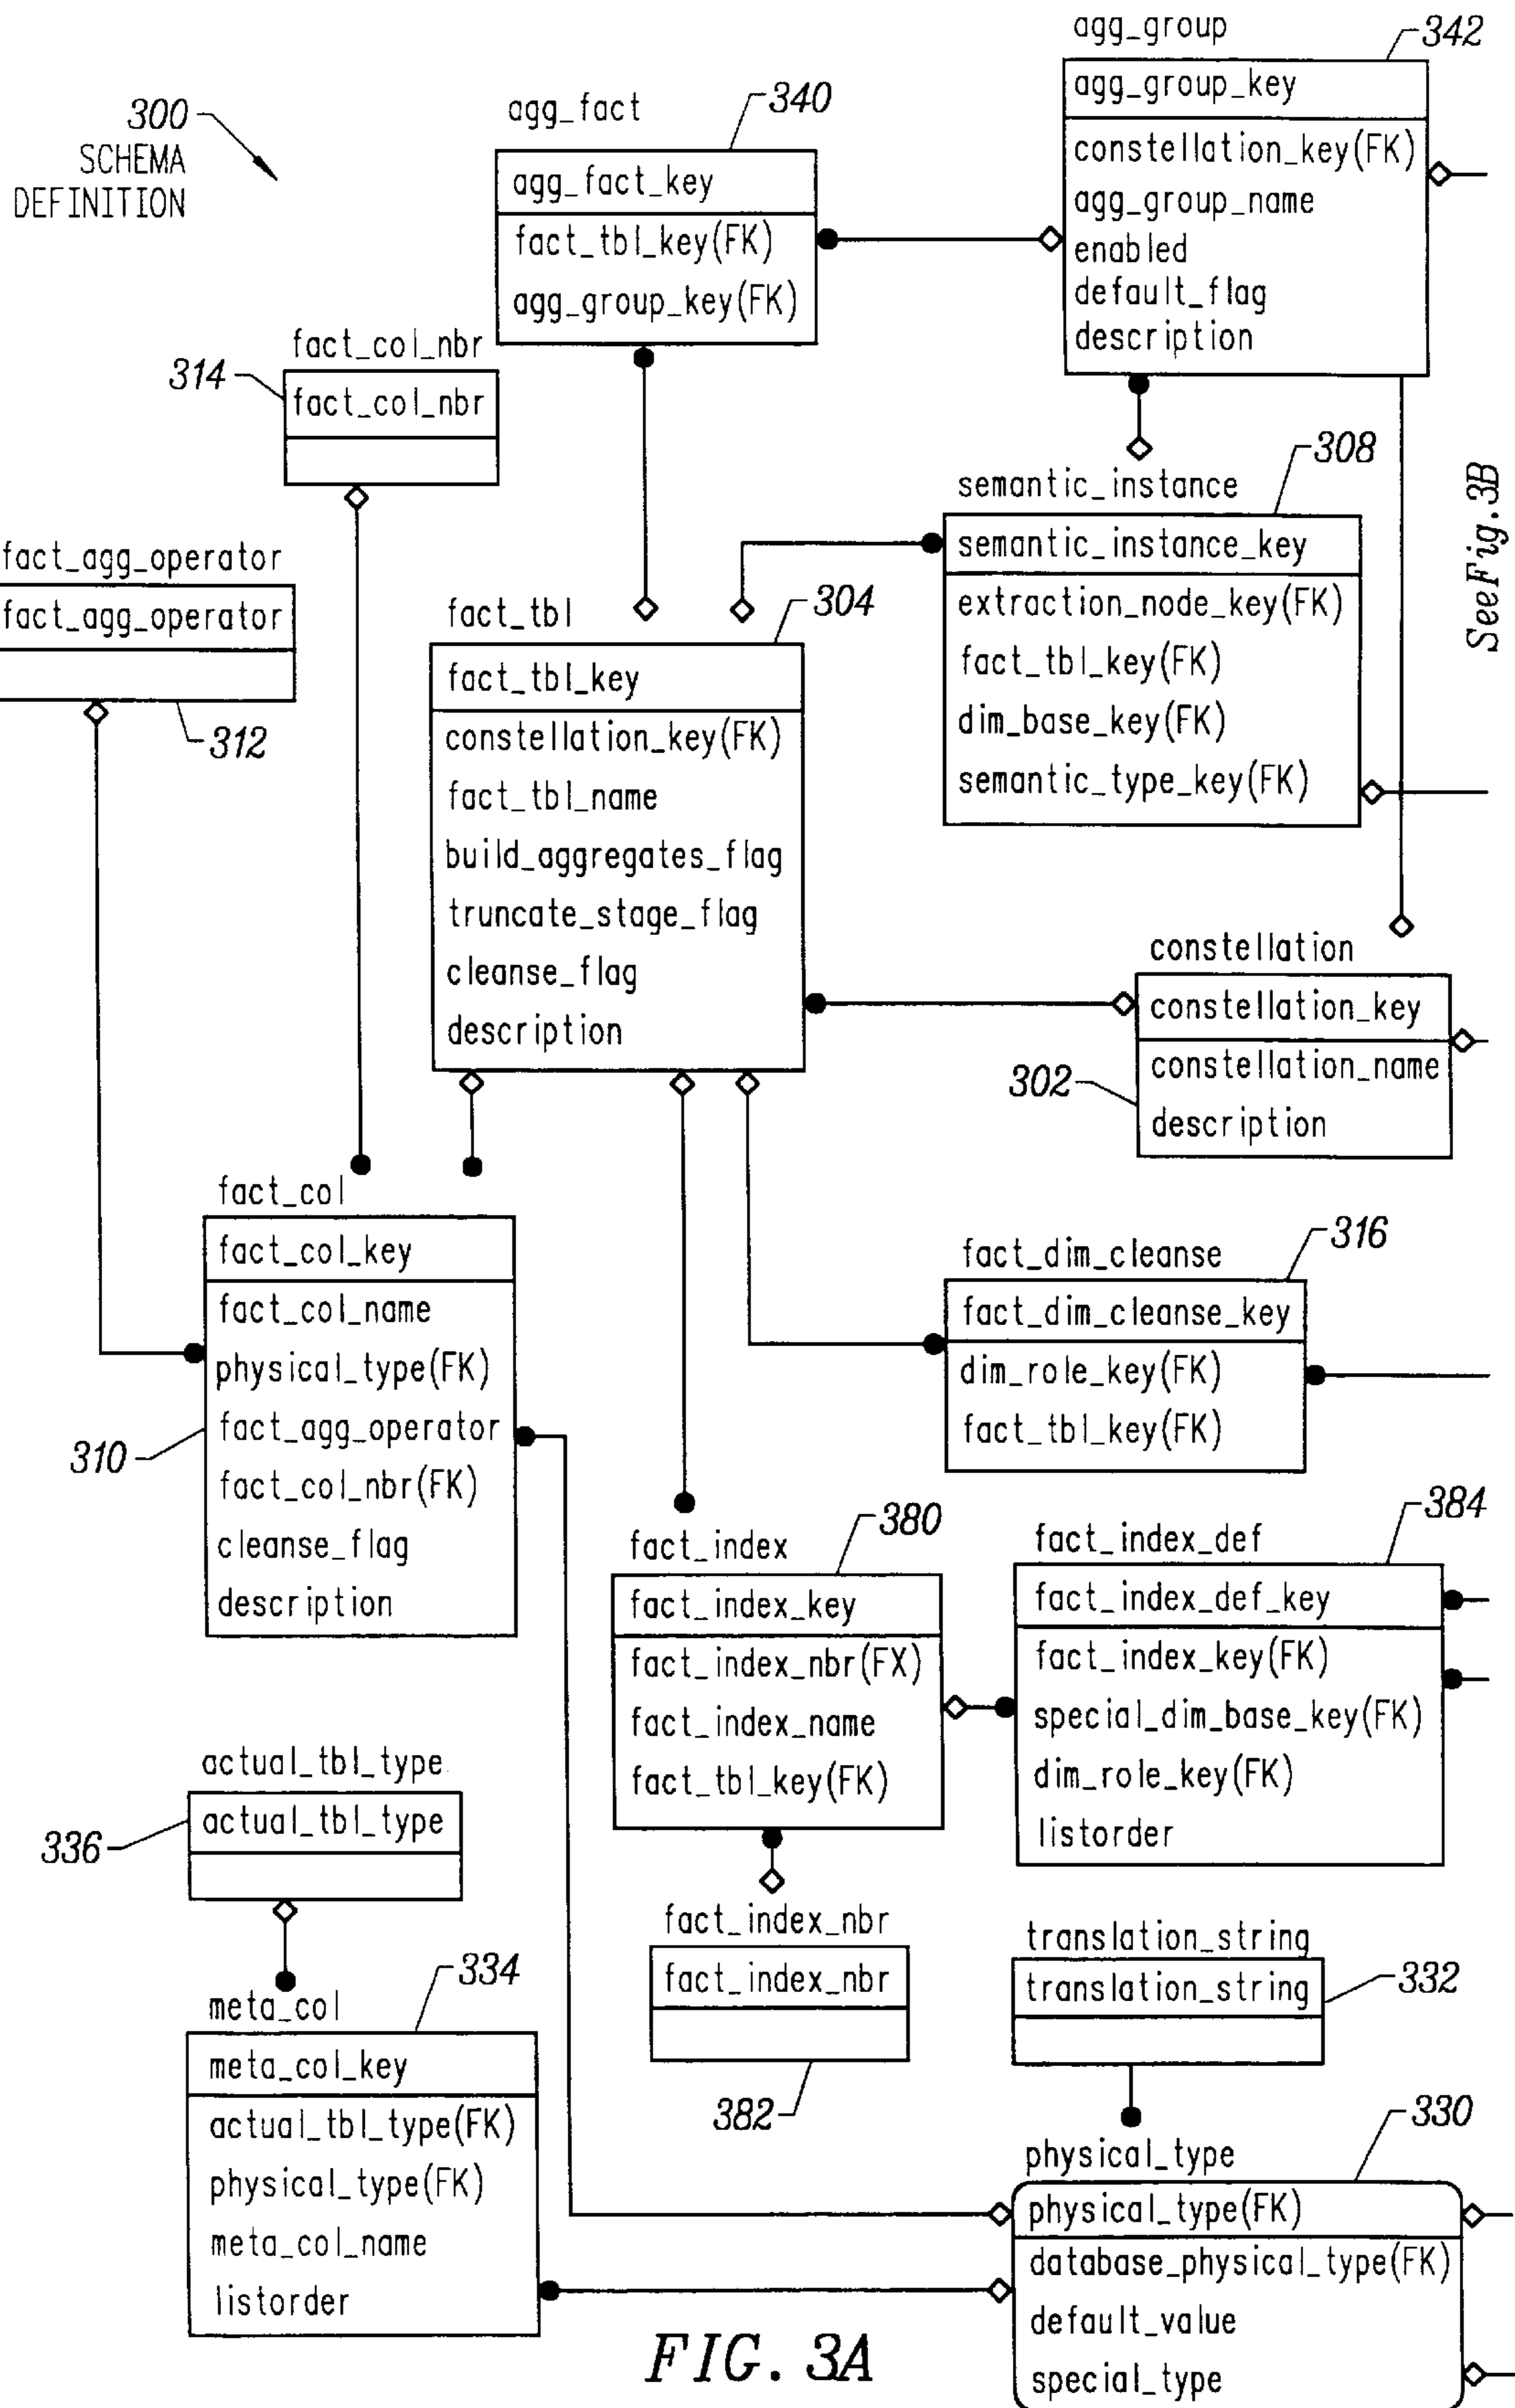 300
SCHEMA
DEFINITION
agg_fact
340
agg_fact_key
fact_tbl_key(FK)
agg_group_key(FK)
agg_group
342
agg_group_key
constellation_key(FK)
agg_group_name
enabled
default_flag
description
fact_col_nbr
314
fact_col_nbr
fact_agg_operator
fact_agg_operator
312
semantic_instance
308
semantic_instance_key
extraction_node_key(FK)
fact_tbl_key(FK)
dim_base_key(FK)
semantic_type_key(FK)
See Fig. 3B
fact_tbl
304
fact_tbl_key
constellation_key(FK)
fact_tbl_name
build_aggregates_flag
truncate_stage_flag
cleanse_flag
description
constellation
constellation_key
302
constellation_name
description
fact_col
fact_col_key
fact_col_name
physical_type(FK)
fact_agg_operator
310
fact_col_nbr(FK)
cleanse_flag
description
fact_dim_cleanse
316
fact_dim_cleanse_key
dim_role_key(FK)
fact_tbl_key(FK)
fact_index
380
fact_index_key
fact_index_nbr(FX)
fact_index_name
fact_tbl_key(FK)
fact_index_def
384
fact_index_def_key
fact_index_key(FK)
special_dim_base_key(FK)
dim_role_key(FK)
listorder
actual_tbl_type
336
actual_tbl_type
fact_index_nbr
fact_index_nbr
382
translation_string
translation_string
332
meta_col
334
meta_col_key
actual_tbl_type(FK)
physical_type(FK)
meta_col_name
listorder
physical_type
330
physical_type(FK)
database_physical_type(FK)
default_value
special_type
FIG. 3A